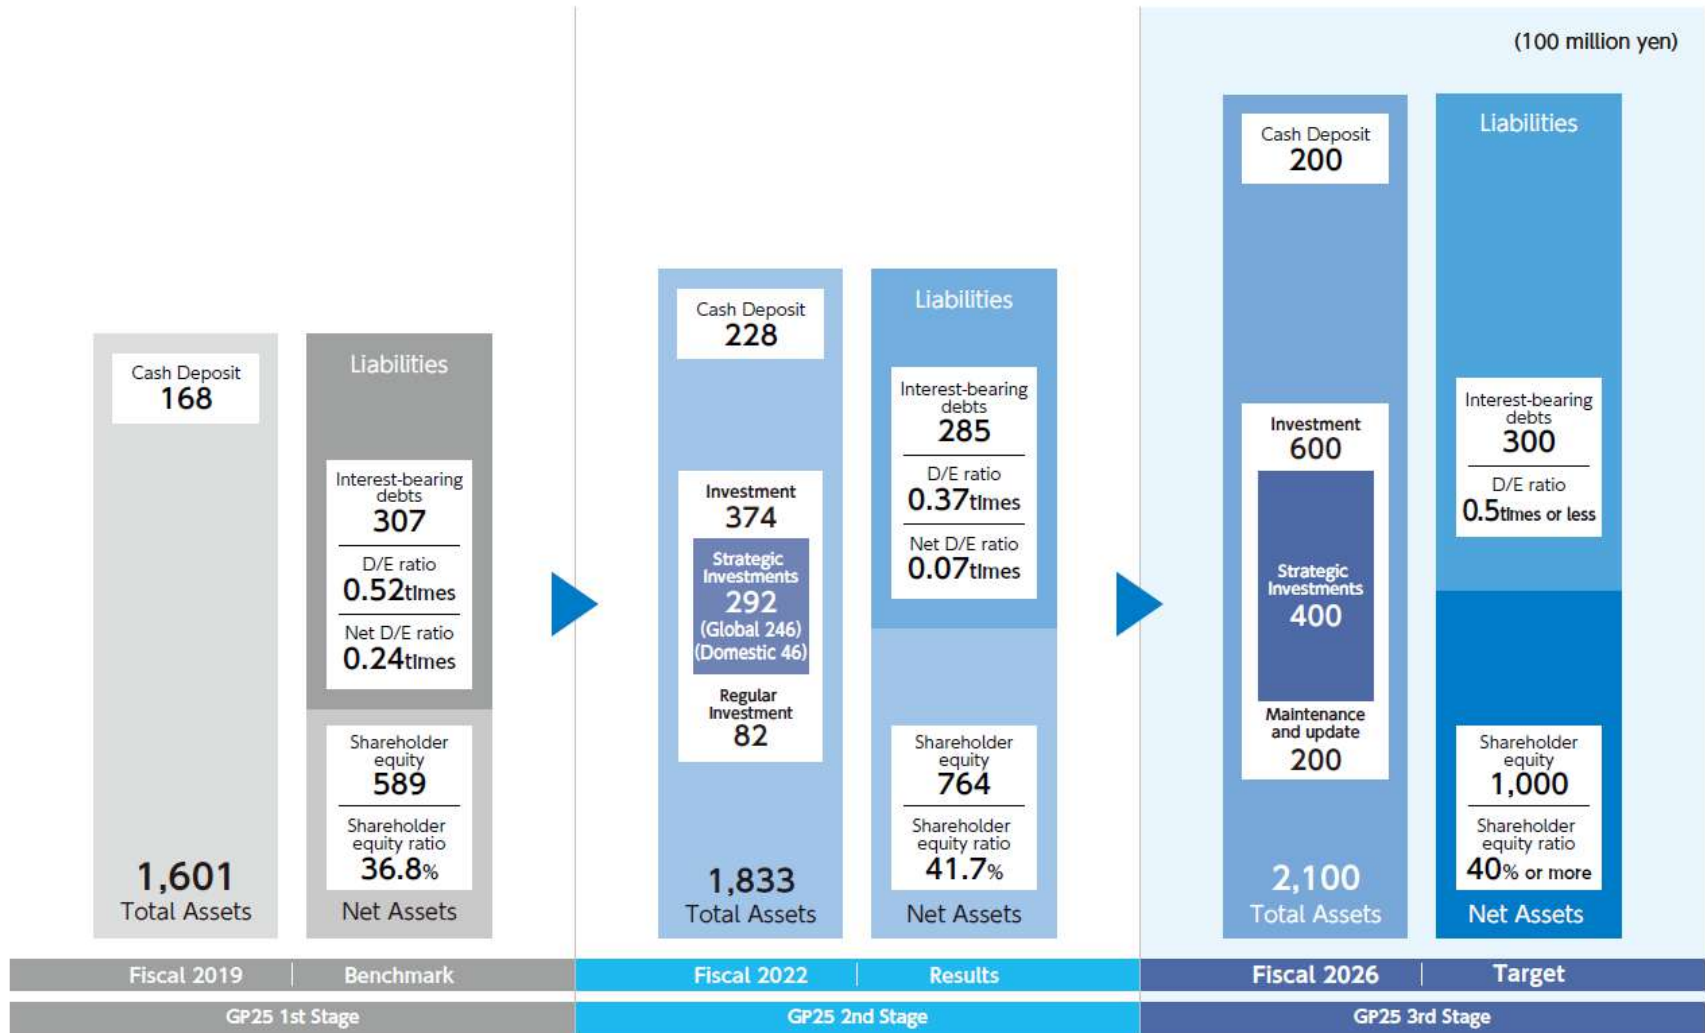 (100 million yen)
Cash Deposit
168
1,601
Total Assets
Liabilities
Interest-bearing
debts
307
D/E ratio
0.52times
Net D/E ratio
0.24times
Shareholder
equity
589
Shareholder
equity ratio
36.8%
Net Assets
Cash Deposit
228
Investment
374
Strategic
Investments
292
(Global 246)
(Domestic 46)
Regular
Investment
82
1,833
Total Assets
Liabilities
Interest-bearing
debts
285
D/E ratio
0.37times
Net D/E ratio
0.07times
Shareholder
equity
764
Shareholder
equity ratio
41.7%
Net Assets
Cash Deposit
200
Investment
600
Strategic
Investments
400
Maintenance
and update
200
2,100
Total Assets
Liabilities
Interest-bearing
debts
300
D/E ratio
0.5times or less
Shareholder
equity
1,000
Shareholder
equity ratio
40% or more
Net Assets
Fiscal 2019 | Benchmark
Fiscal 2022 | Results
Fiscal 2026 | Target
GP25 1st Stage
GP25 2nd Stage
GP25 3rd Stage